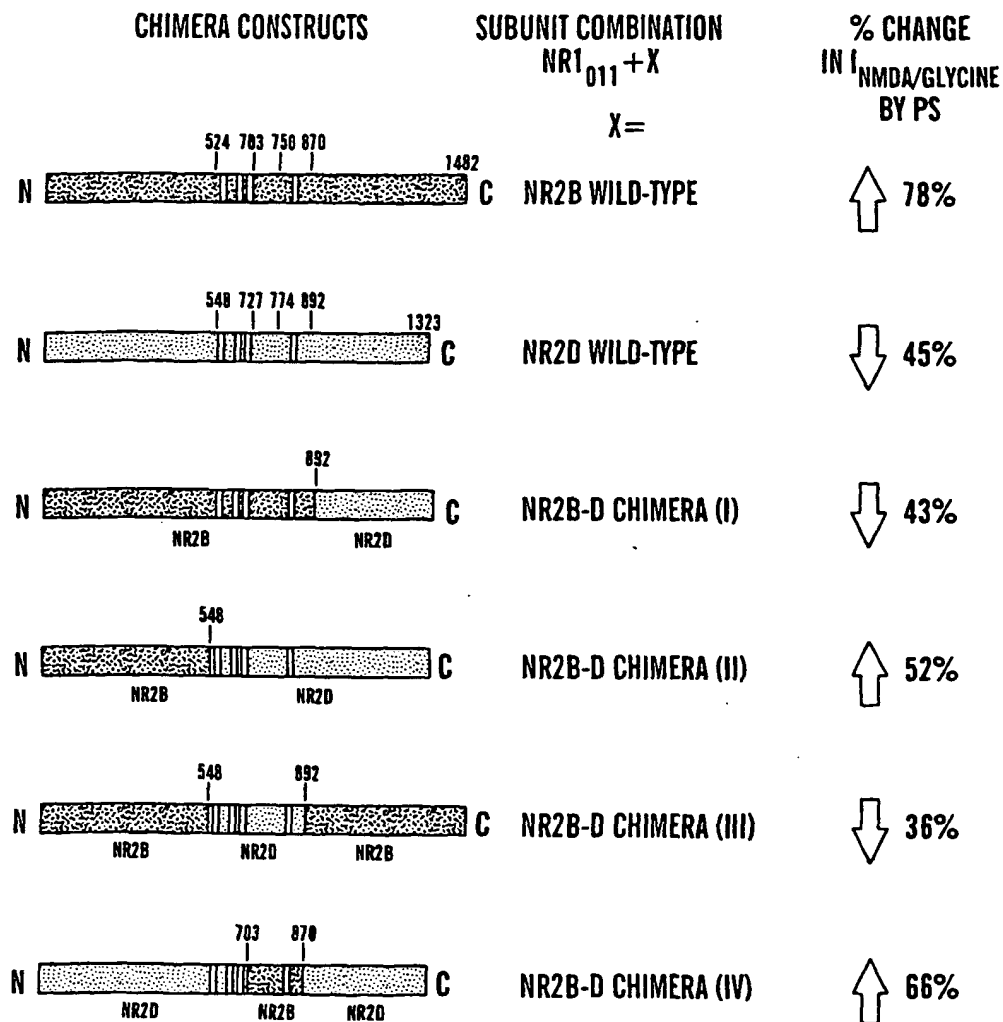 CHIMERA CONSTRUCTS
SUBUNIT COMBINATION
NR1011+X
X=
% CHANGE
IN INMDA/GLYCINE
BY PS
524 703 750 870
1482
N C NR2B WILD-TYPE 78%
548 727 774 892
1323
N C NR2D WILD-TYPE 45%
892
N C NR2B-D CHIMERA (I) 43%
NR2B NR2D
548
N C NR2B-D CHIMERA (II) 52%
NR2B NR2D
548 892
N C NR2B-D CHIMERA (III) 36%
NR2B NR2D NR2B
703 870
N C NR2B-D CHIMERA (IV) 66%
NR2D NR2B NR2D